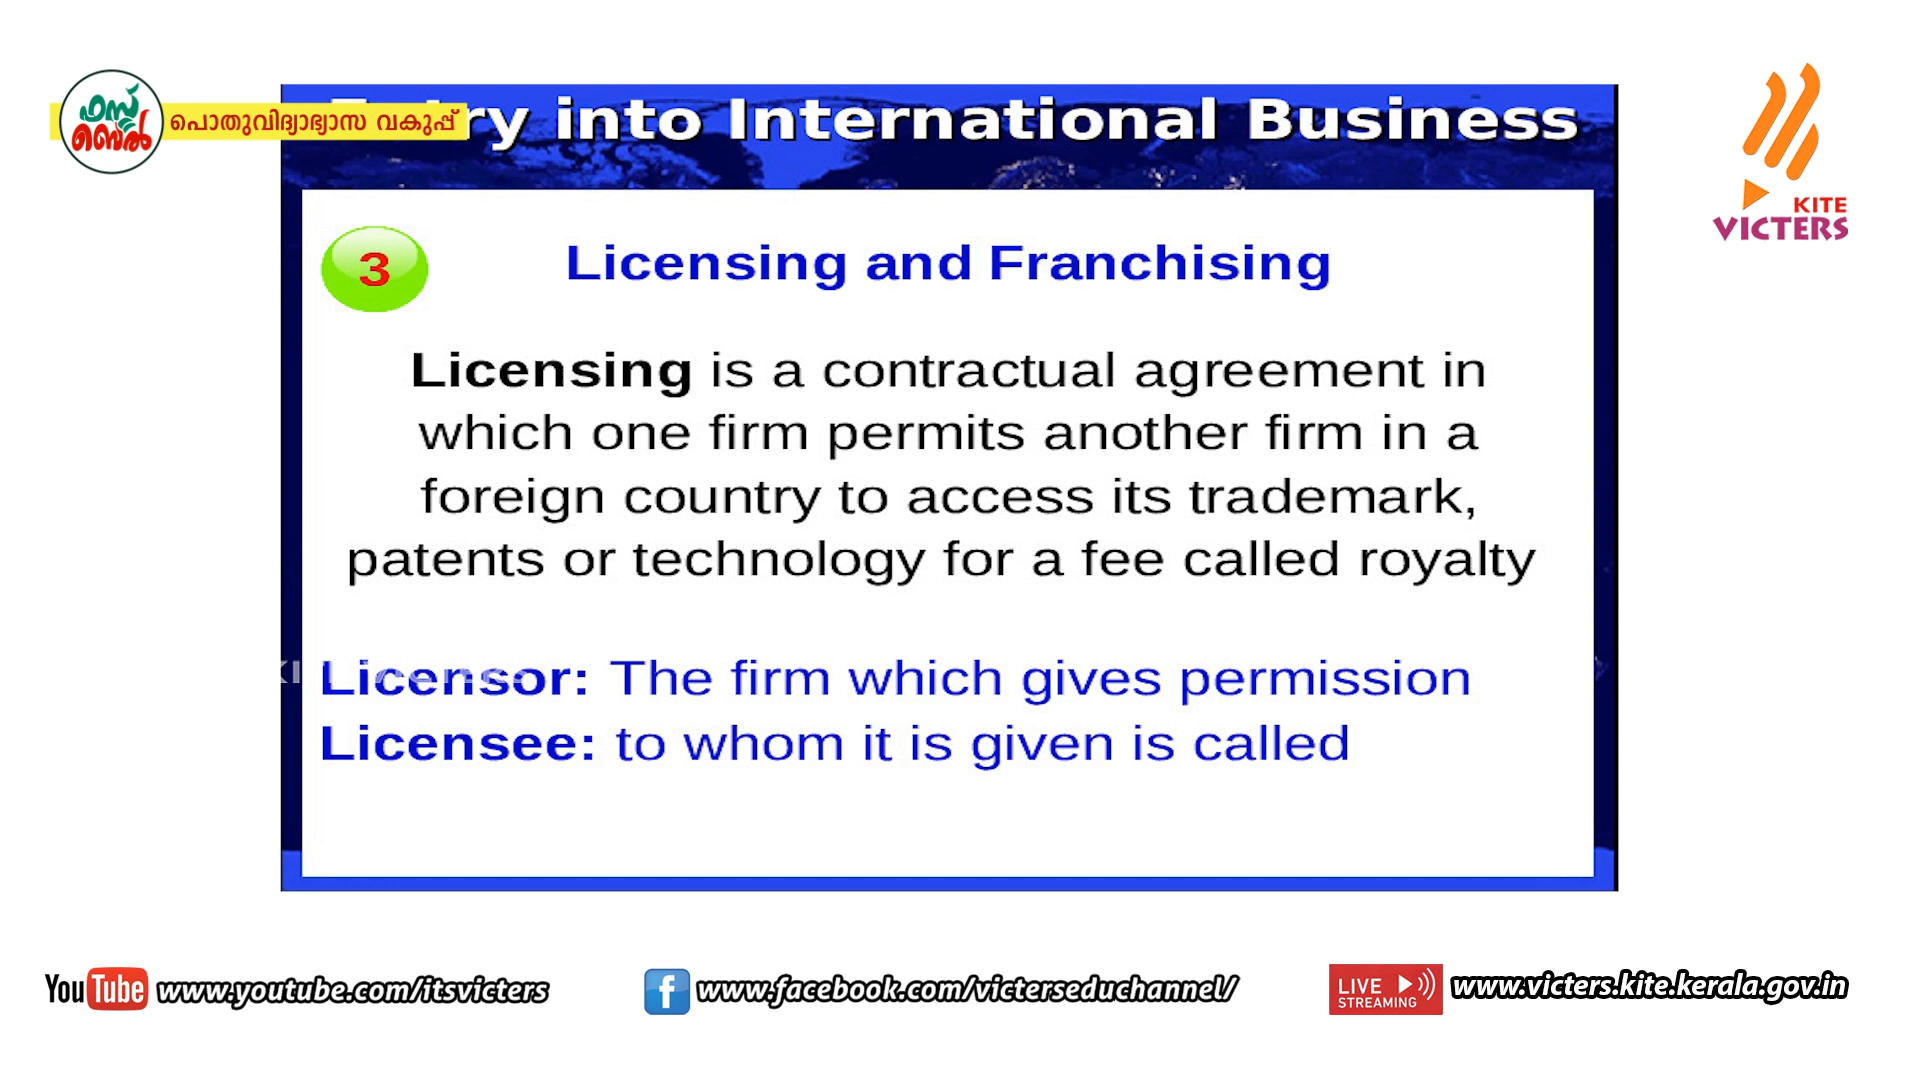 ഫസ്റ്റ്
ബെൽ
പൊതുവിദ്യാഭ്യാസ വകുപ്പ്
ry into International Business
KITE
VICTERS
3
Licensing and Franchising
Licensing is a contractual agreement in
which one firm permits another firm in a
foreign country to access its trademark,
patents or technology for a fee called royalty
Licensor: The firm which gives permission
Licensee: to whom it is given is called
YouTube www.youtube.com/itsvicters
f www.facebook.com/victerseduchannel/
LIVE
STREAMING
www.victers.kite.kerala.gov.in